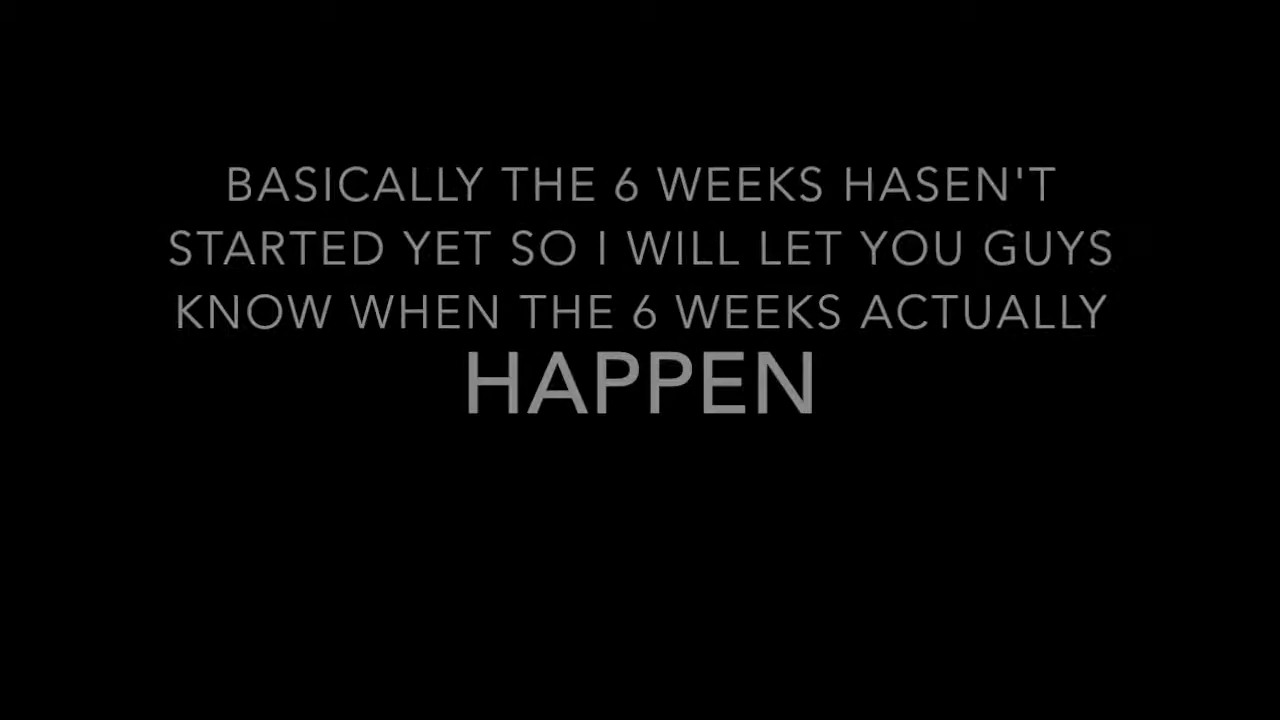 BASICALLY THE 6 WEEKS HASEN'T
STARTED YET SO I WILL LET YOU GUYS
KNOW WHEN THE 6 WEEKS ACTUALLY
HAPPEN